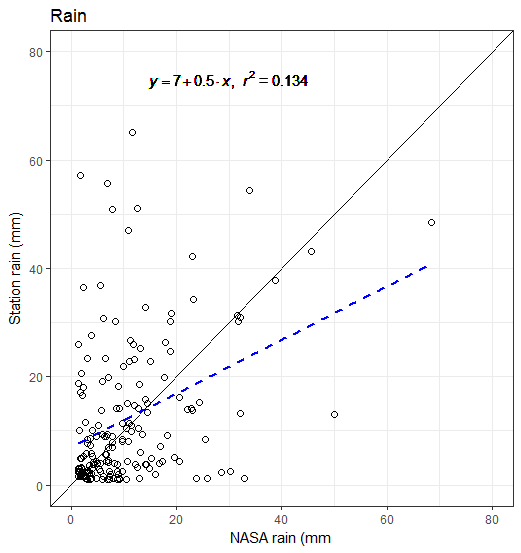 Rain
y = 7 + 0.5 · x, r² = 0.134
80
60
40
20
0
Station rain (mm)
0 20 40 60 80
NASA rain (mm